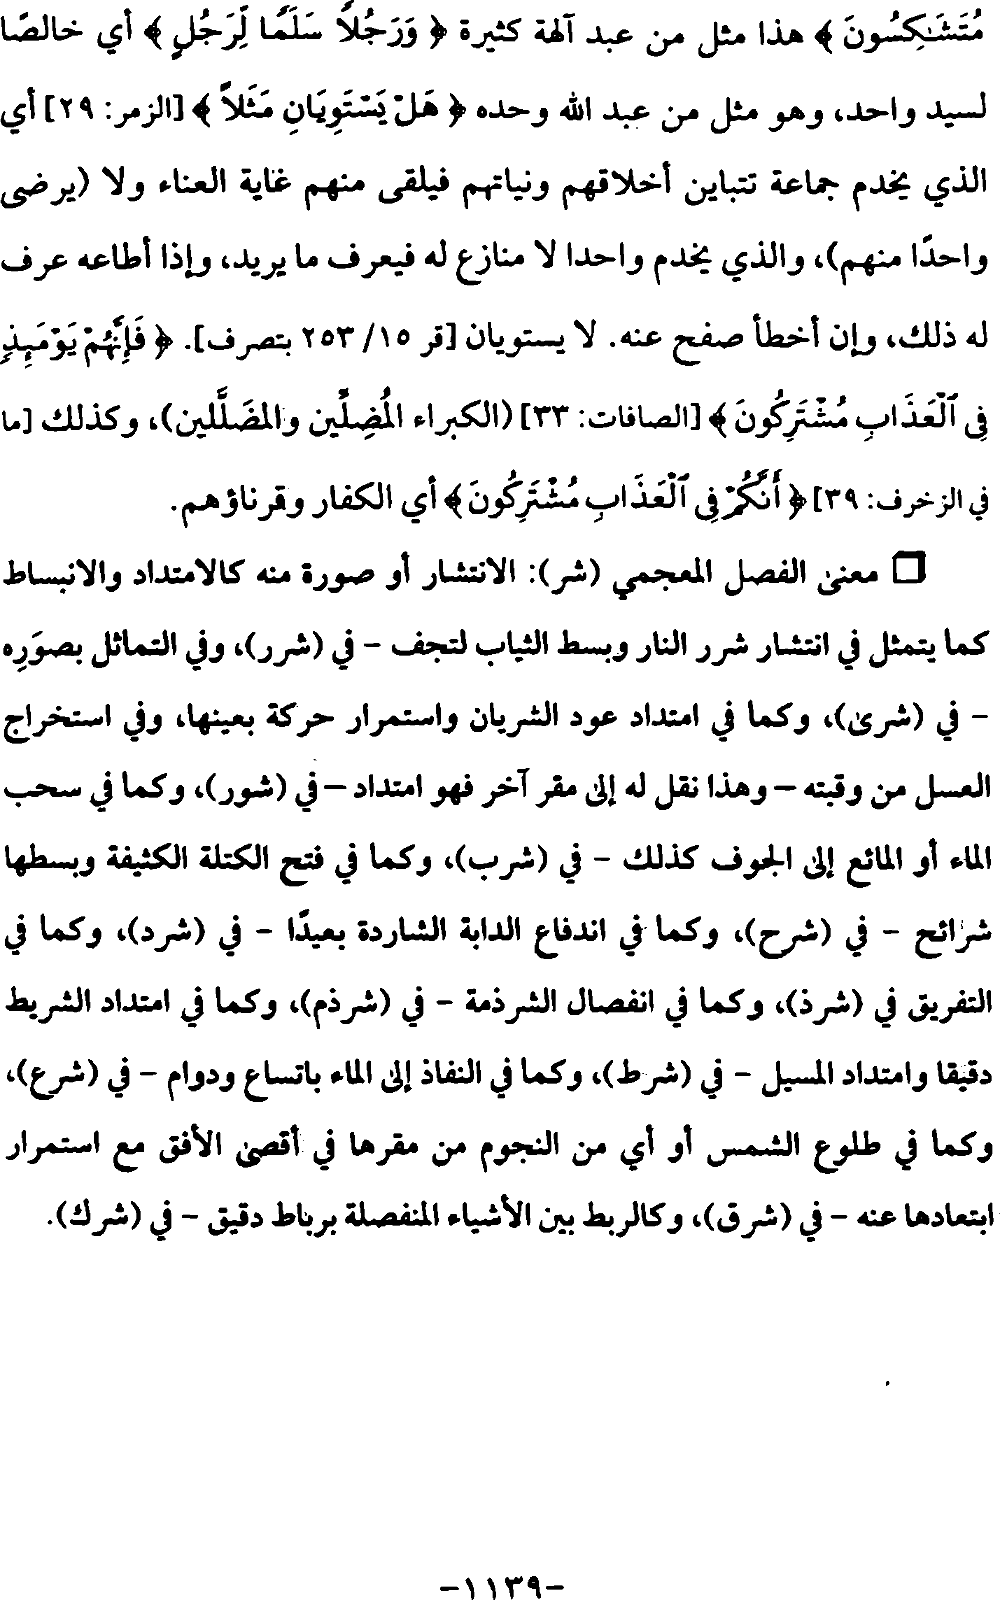 مُتَشَـٰكِسُونَ ﴾ هذا مثل من عبد آلهة كثيرة ﴿ وَرَجُلاً سَلَمًا لِّرَجُلٍ ﴾ أي خالصًا
لسيد واحد، وهو مثل من عبد الله وحده ﴿ هَلْ يَسْتَوِيَانِ مَثَلاً ﴾ [الزمر: ٢٩] أي
الذي يخدم جماعة تتباين أخلاقهم ونياتهم فيلقى منهم غاية العناء ولا (يرضى
واحدًا منهم)، والذي يخدم واحدا لا منازع له فيعرف ما يريد، وإذا أطاعه عرف
له ذلك، وإن أخطأ صفح عنه. لا يستويان [قر ١٥/ ٢٥٣ بتصرف]. ﴿ فَإِنَّهُمْ يَوْمَئِذٍ
فِي ٱلْعَذَابِ مُشْتَرِكُونَ ﴾ [الصافات: ٣٣] (الكبراء المُضِلِّين والمضَلَّلين)، وكذلك [ما
في الزخرف: ٣٩] ﴿ أَنَّكُمْ فِي ٱلْعَذَابِ مُشْتَرِكُونَ ﴾ أي الكفار وقرناؤهم.
❒ معنى الفصل المعجمي (شر): الانتشار أو صورة منه كالامتداد والانبساط
كما يتمثل في انتشار شرر النار وبسط الثياب لتجف - في (شرر)، وفي التماثل بصوَرِه
- في (شرى)، وكما في امتداد عود الشريان واستمرار حركة بعينها، وفي استخراج
العسل من وقبته – وهذا نقل له إلى مقر آخر فهو امتداد – في (شور)، وكما في سحب
الماء أو المائع إلى الجوف كذلك - في (شرب)، وكما في فتح الكتلة الكثيفة وبسطها
شرائح - في (شرح)، وكما في اندفاع الدابة الشاردة بعيدًا - في (شرد)، وكما في
التفريق في (شرذ)، وكما في انفصال الشرذمة - في (شرذم)، وكما في امتداد الشريط
دقيقا وامتداد المسيل - في (شرط)، وكما في النفاذ إلى الماء باتساع ودوام - في (شرع)،
وكما في طلوع الشمس أو أي من النجوم من مقرها في أقصى الأفق مع استمرار
ابتعادها عنه - في (شرق)، وكالربط بين الأشياء المنفصلة برباط دقيق - في (شرك).
-١١٣٩-